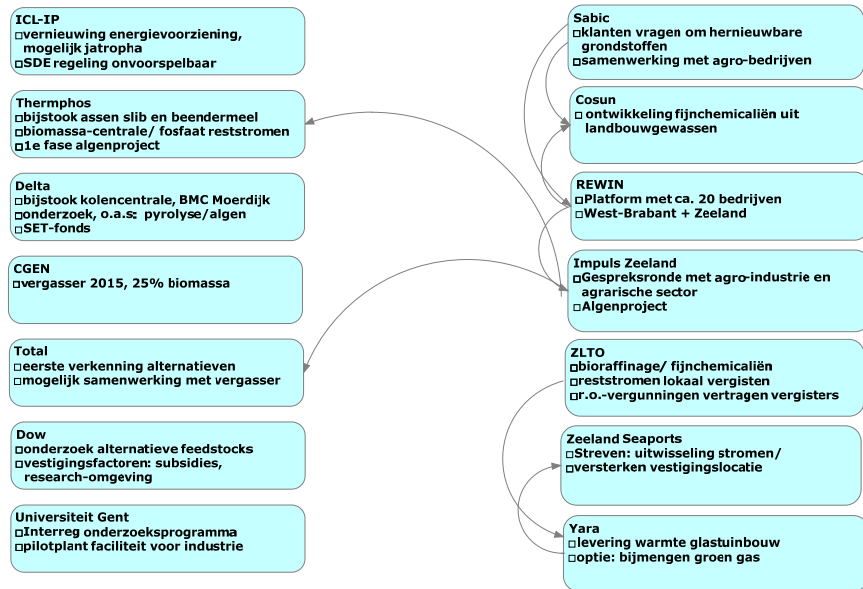 ICL-IP
□vernieuwing energievoorziening,
mogelijk jatropha
□SDE regeling onvoorspelbaar
Thermphos
□bijstook assen slib en beendermeel
□biomassa-centrale/ fosfaat reststromen
□1e fase algenproject
Delta
□bijstook kolencentrale, BMC Moerdijk
□onderzoek, o.a.s: pyrolyse/algen
□SET-fonds
CGEN
□vergasser 2015, 25% biomassa
Total
□eerste verkenning alternatieven
□mogelijk samenwerking met vergasser
Dow
□onderzoek alternatieve feedstocks
□vestigingsfactoren: subsidies,
research-omgeving
Universiteit Gent
□Interreg onderzoeksprogramma
□pilotplant faciliteit voor industrie
Sabic
□klanten vragen om hernieuwbare
grondstoffen
□samenwerking met agro-bedrijven
Cosun
□ ontwikkeling fijnchemicaliën uit
landbouwgewassen
REWIN
□Platform met ca. 20 bedrijven
□West-Brabant + Zeeland
Impuls Zeeland
□Gespreksronde met agro-industrie en
agrarische sector
□Algenproject
ZLTO
□bioraffinage/ fijnchemicaliën
□reststromen lokaal vergisten
□r.o.-vergunningen vertragen vergisters
Zeeland Seaports
□Streven: uitwisseling stromen/
□versterken vestigingslocatie
Yara
□levering warmte glastuinbouw
□optie: bijmengen groen gas